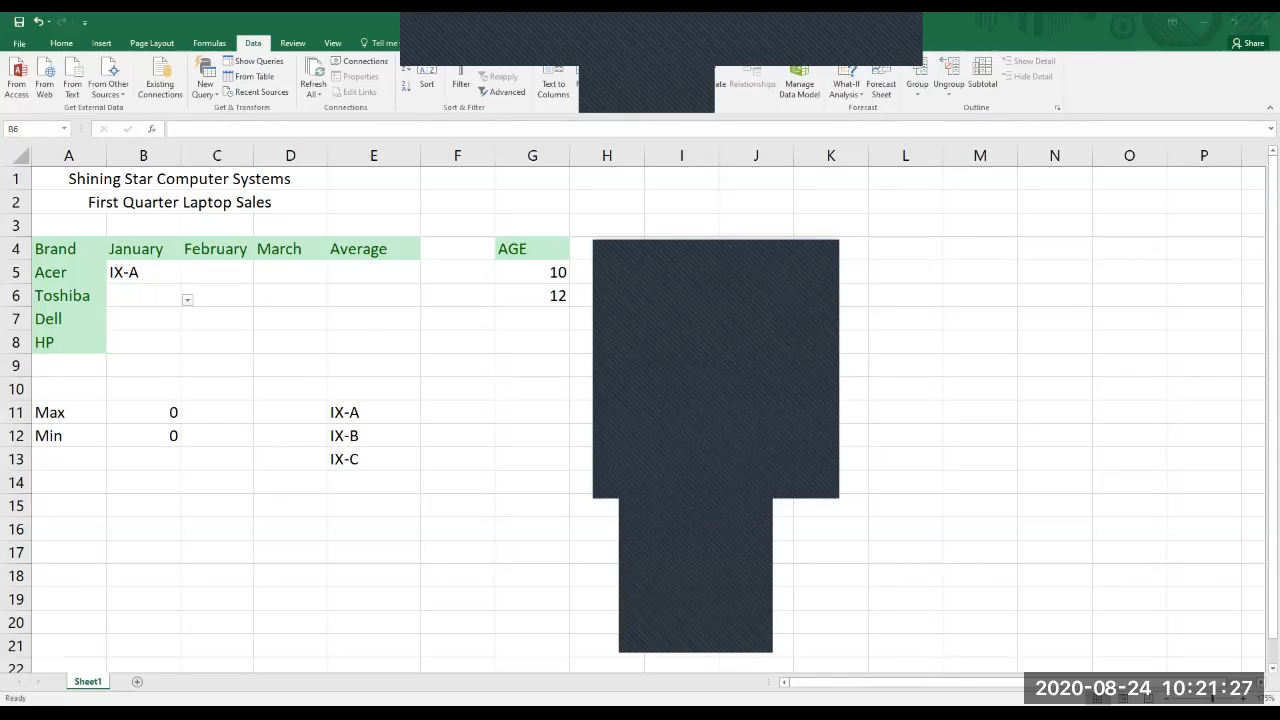 File Home Insert Page Layout Formulas Data Review View Tell me Share
From Access From Web From Text From Other Sources Existing Connections New Query Show Queries From Table Recent Sources Refresh All Connections Properties Edit Links Sort Filter Reapply Advanced Text to Columns Relationships Manage Data Model What-If Analysis Forecast Sheet Group Ungroup Subtotal Show Detail Hide Detail
Get External Data Get & Transform Connections Sort & Filter Forecast Outline
B6 fx
A B C D E F G H I J K L M N O P
1 Shining Star Computer Systems
2 First Quarter Laptop Sales
3
4 Brand January February March Average AGE
5 Acer IX-A 10
6 Toshiba 12
7 Dell
8 HP
9
10
11 Max 0 IX-A
12 Min 0 IX-B
13 IX-C
14
15
16
17
18
19
20
21
22
Sheet1
Ready
2020-08-24 10:21:27